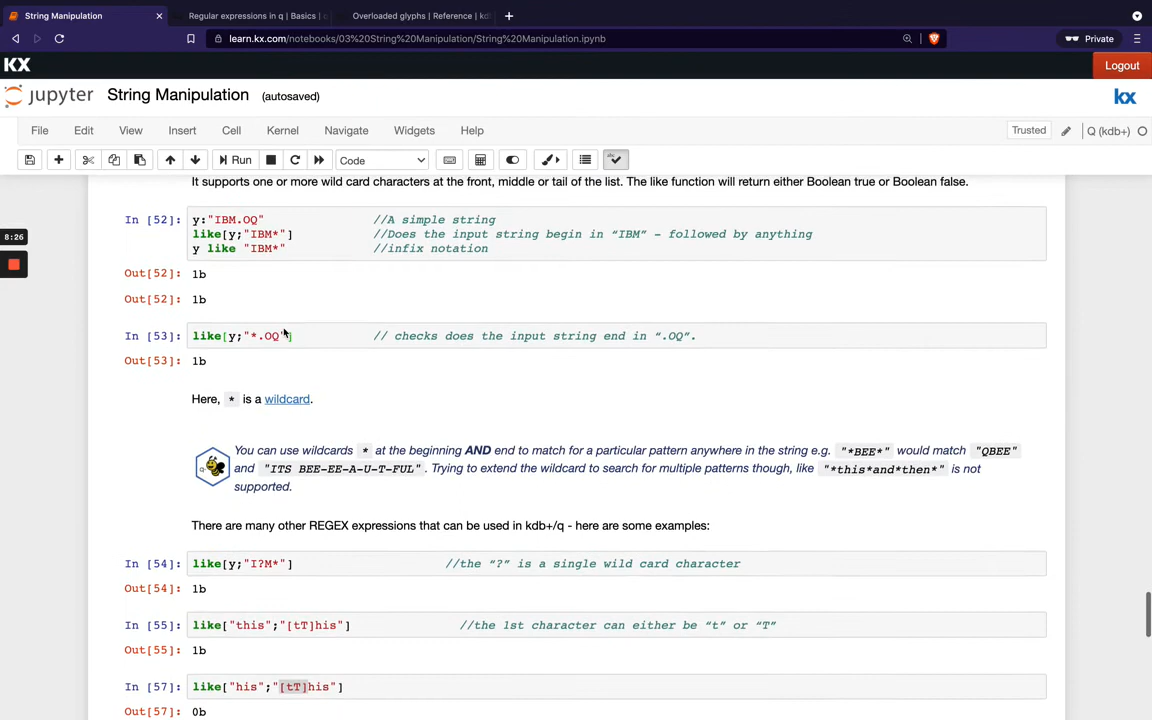 String Manipulation
Regular expressions in q | Basics | q
Overloaded glyphs | Reference | kd
learn.kx.com/notebooks/03%20String%20Manipulation/String%20Manipulation.ipynb
Private
KX
Logout
jupyter String Manipulation (autosaved)
kx
File Edit View Insert Cell Kernel Navigate Widgets Help
Trusted Q (kdb+)
Run Code
It supports one or more wild card characters at the front, middle or tail of the list. The like function will return either Boolean true or Boolean false.
8:26
In [52]: y:"IBM.OQ" //A simple string
like[y;"IBM*"] //Does the input string begin in “IBM” – followed by anything
y like "IBM*" //infix notation
Out[52]: 1b
Out[52]: 1b
In [53]: like[y;"*.OQ"] // checks does the input string end in “.OQ”.
Out[53]: 1b
Here, * is a wildcard.
You can use wildcards * at the beginning AND end to match for a particular pattern anywhere in the string e.g. "*BEE*" would match "QBEE"
and "ITS BEE-EE-A-U-T-FUL". Trying to extend the wildcard to search for multiple patterns though, like "*this*and*then*" is not
supported.
There are many other REGEX expressions that can be used in kdb+/q - here are some examples:
In [54]: like[y;"I?M*"] //the “?” is a single wild card character
Out[54]: 1b
In [55]: like["this";"[tT]his"] //the 1st character can either be “t” or “T”
Out[55]: 1b
In [57]: like["his";"[tT]his"]
Out[57]: 0b